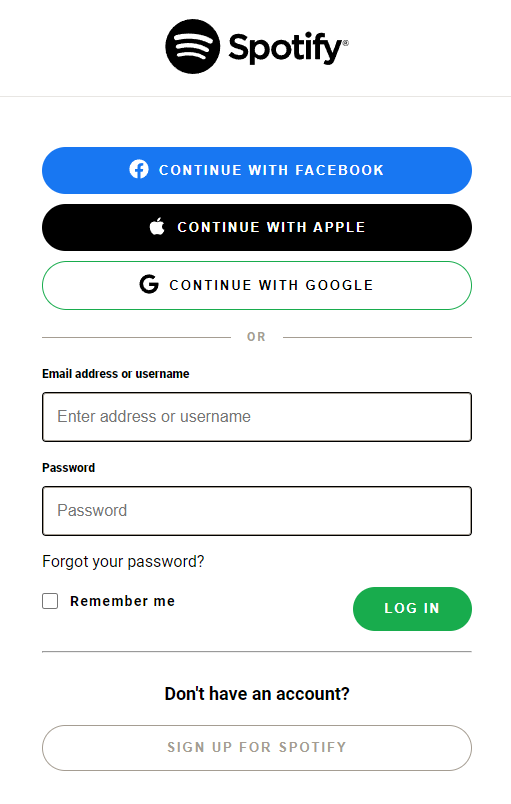 Spotify®
CONTINUE WITH FACEBOOK
CONTINUE WITH APPLE
CONTINUE WITH GOOGLE
OR
Email address or username
Enter address or username
Password
Password
Forgot your password?
Remember me
LOG IN
Don't have an account?
SIGN UP FOR SPOTIFY